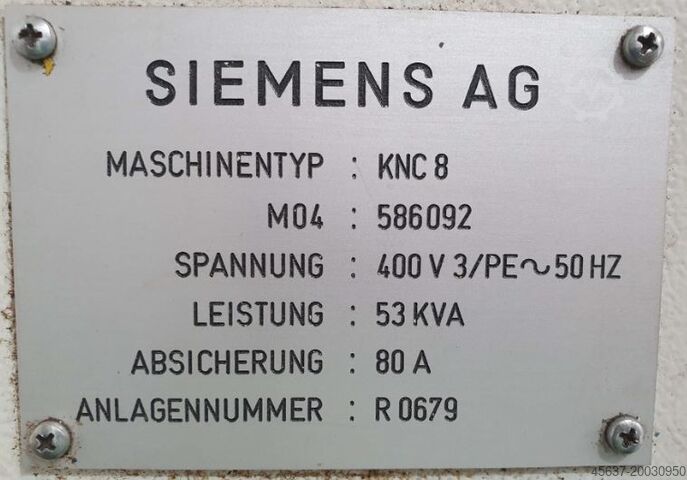 SIEMENS AG
MASCHINENTYP : KNC 8
M04 : 586092
SPANNUNG : 400 V 3/PE~50 HZ
LEISTUNG : 53 KVA
ABSICHERUNG : 80 A
ANLAGENNUMMER : R 0679
45637-20030950